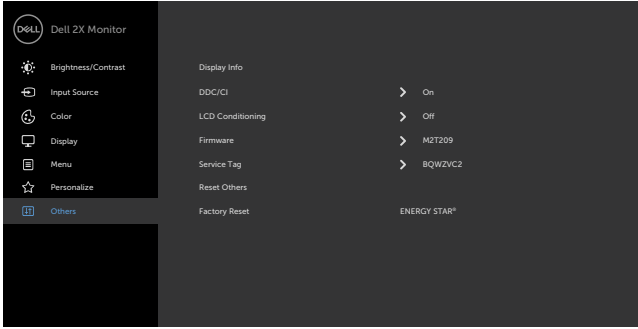 DELL Dell 2X Monitor
Brightness/Contrast Display Info
Input Source DDC/CI > On
Color LCD Conditioning > Off
Display Firmware > M2T209
Menu Service Tag > BQWZVC2
Personalize Reset Others
Others Factory Reset ENERGY STAR®